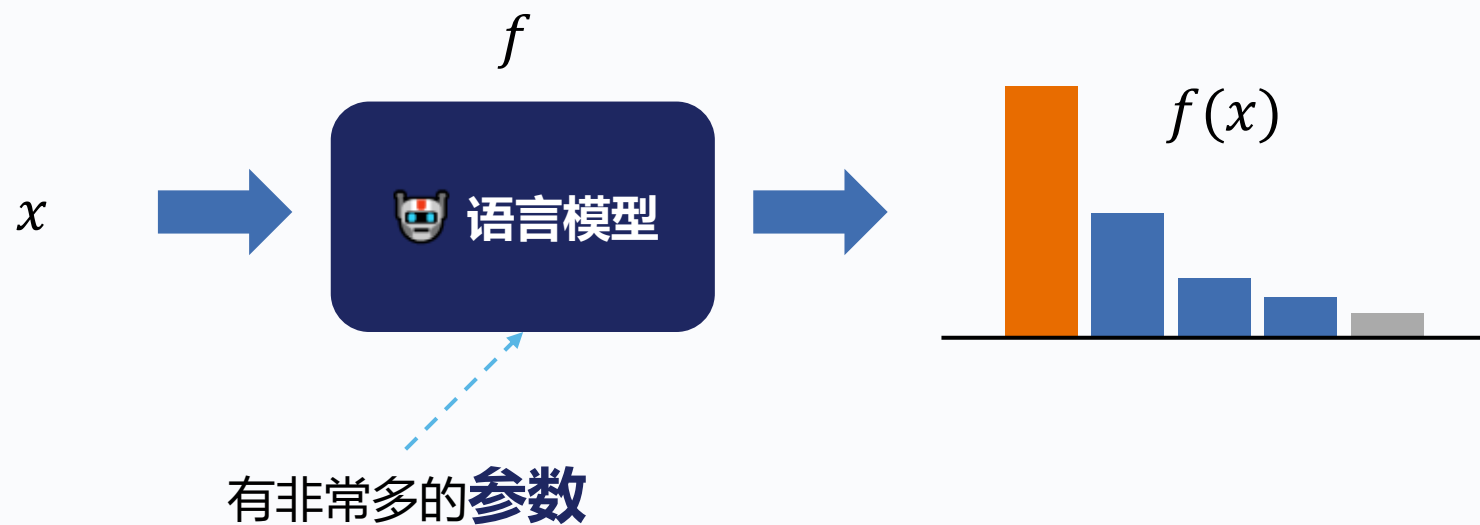 f
f(x)
x
语言模型
有非常多的参数